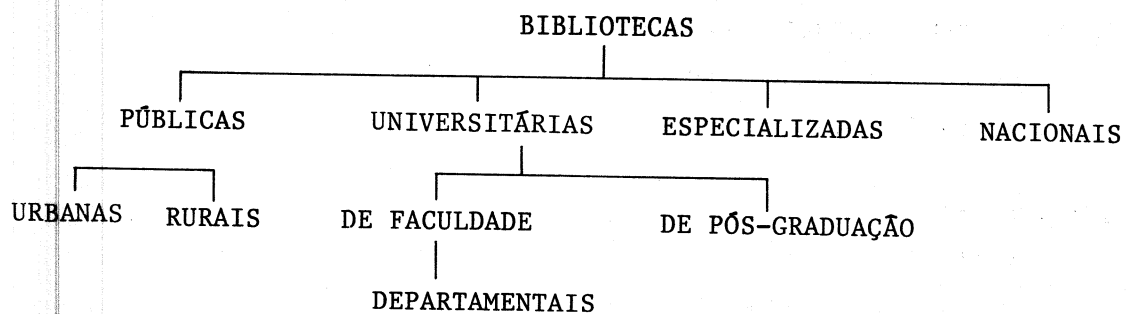 BIBLIOTECAS
PÚBLICAS UNIVERSITÁRIAS ESPECIALIZADAS NACIONAIS
URBANAS RURAIS DE FACULDADE DE PÓS-GRADUAÇÃO
DEPARTAMENTAIS